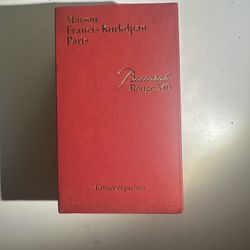 Maison
Francis Kurkdjian
Paris
Baccarat
Rouge 540
Extrait de parfum